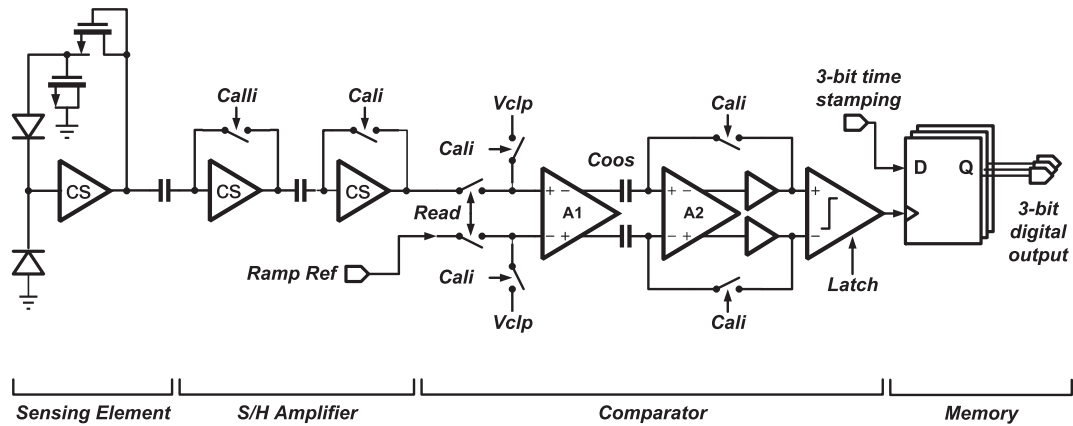 Calli
Cali
Vclp
Cali
3-bit time
stamping
Cali
Coos
D Q
CS
CS
CS
Read
+ −
A1
− +
+ −
A2
− +
+
−
3-bit
digital
output
Ramp Ref
Cali
Vclp
Cali
Latch
Sensing Element
S/H Amplifier
Comparator
Memory